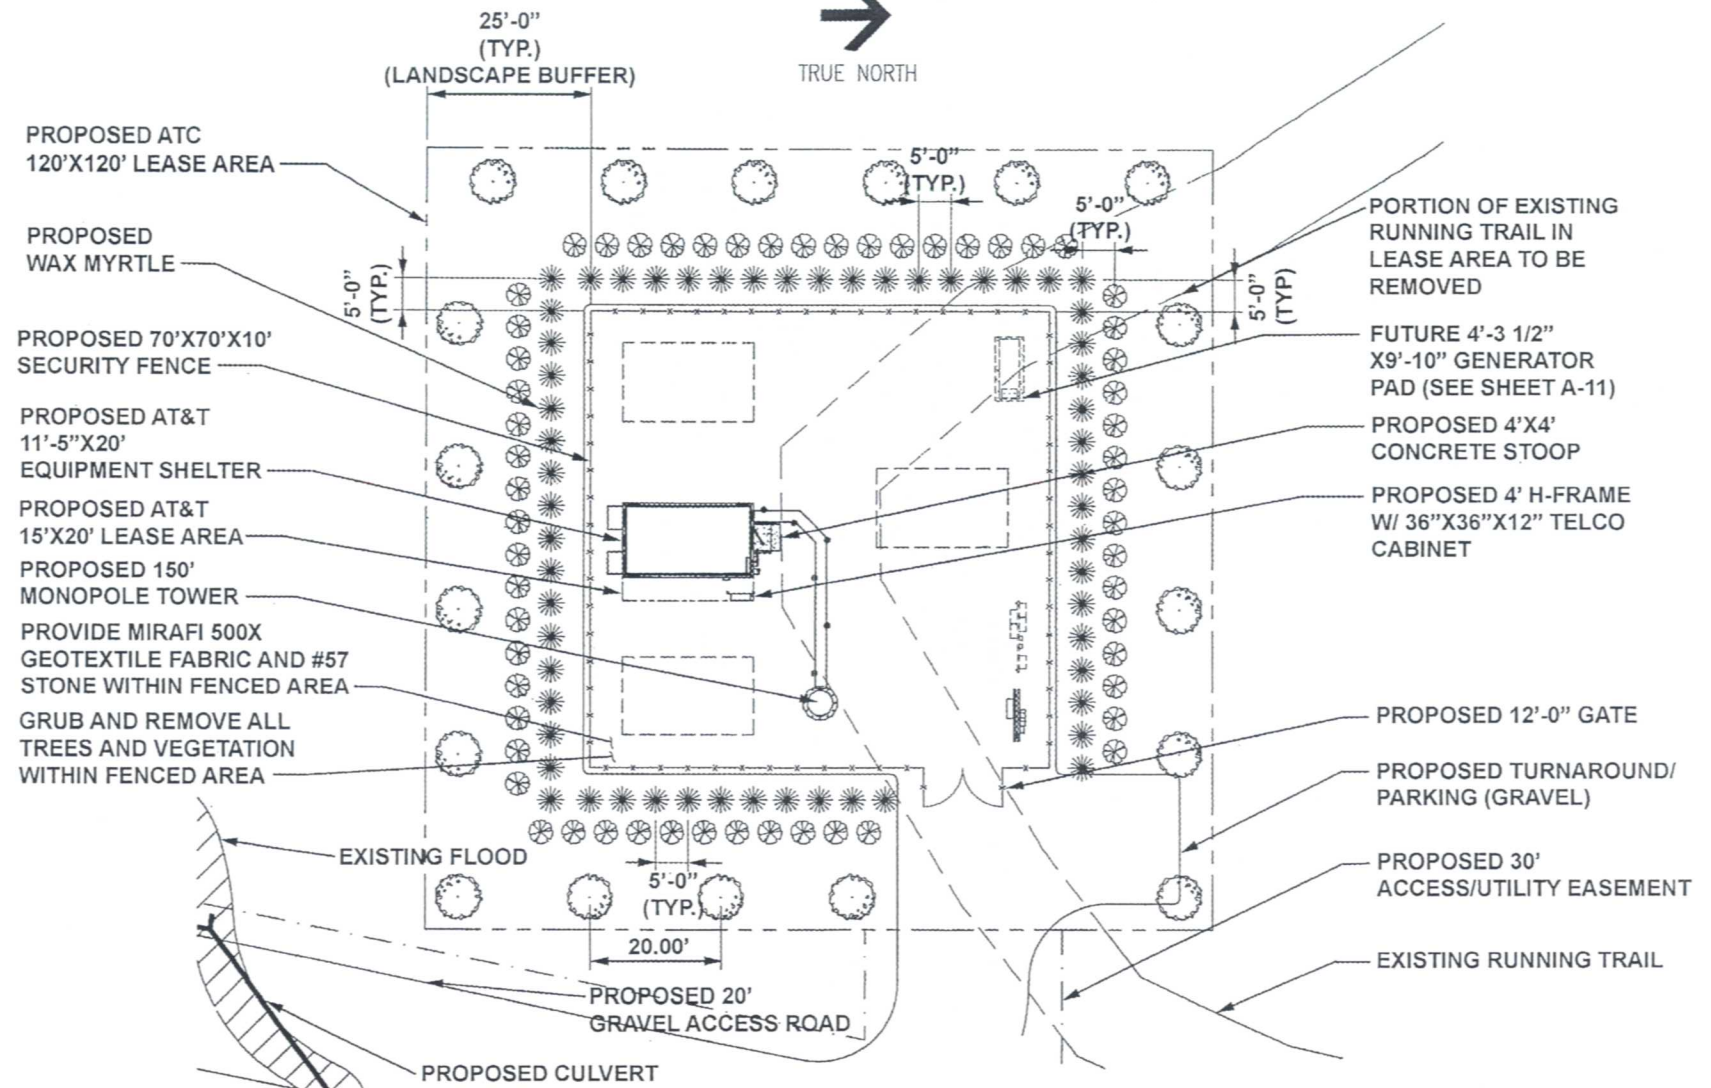 25'-0"
(TYP.)
(LANDSCAPE BUFFER)
TRUE NORTH
PROPOSED ATC
120'X120' LEASE AREA
PROPOSED
WAX MYRTLE
5'-0"
(TYP.)
PROPOSED 70'X70'X10'
SECURITY FENCE
PROPOSED AT&T
11'-5"X20'
EQUIPMENT SHELTER
PROPOSED AT&T
15'X20' LEASE AREA
PROPOSED 150'
MONOPOLE TOWER
PROVIDE MIRAFI 500X
GEOTEXTILE FABRIC AND #57
STONE WITHIN FENCED AREA
GRUB AND REMOVE ALL
TREES AND VEGETATION
WITHIN FENCED AREA
EXISTING FLOOD
5'-0"
(TYP.)
20.00'
PROPOSED 20'
GRAVEL ACCESS ROAD
PROPOSED CULVERT
5'-0"
(TYP.)
5'-0"
(TYP.)
5'-0"
(TYP)
PORTION OF EXISTING
RUNNING TRAIL IN
LEASE AREA TO BE
REMOVED
FUTURE 4'-3 1/2"
X9'-10" GENERATOR
PAD (SEE SHEET A-11)
PROPOSED 4'X4'
CONCRETE STOOP
PROPOSED 4' H-FRAME
W/ 36"X36"X12" TELCO
CABINET
PROPOSED 12'-0" GATE
PROPOSED TURNAROUND/
PARKING (GRAVEL)
PROPOSED 30'
ACCESS/UTILITY EASEMENT
EXISTING RUNNING TRAIL